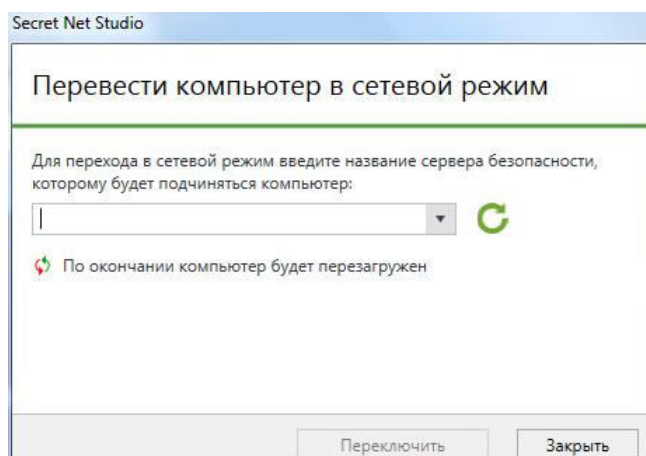 Secret Net Studio
Перевести компьютер в сетевой режим
Для перехода в сетевой режим введите название сервера безопасности,
которому будет подчиняться компьютер:
По окончании компьютер будет перезагружен
Переключить Закрыть